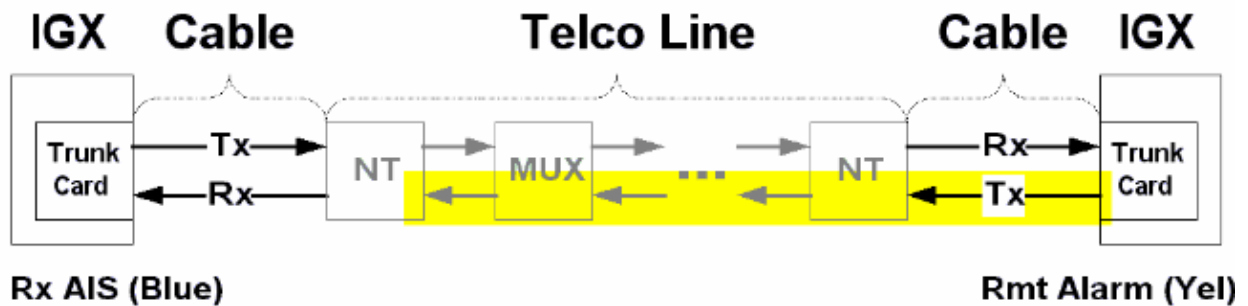 IGX Cable Telco Line Cable IGX
Trunk Card
Tx
Rx
NT
MUX
...
NT
Rx
Tx
Trunk Card
Rx AIS (Blue)
Rmt Alarm (Yel)